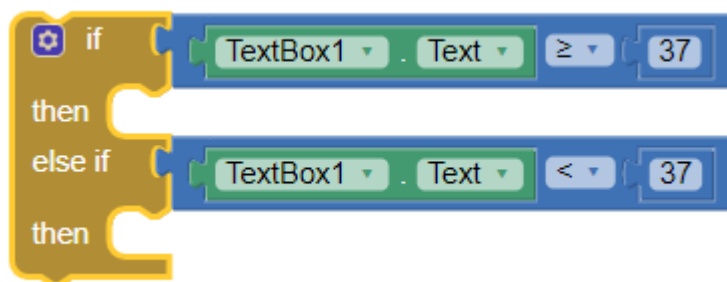 if TextBox1 . Text ≥ 37
then
else if TextBox1 . Text < 37
then